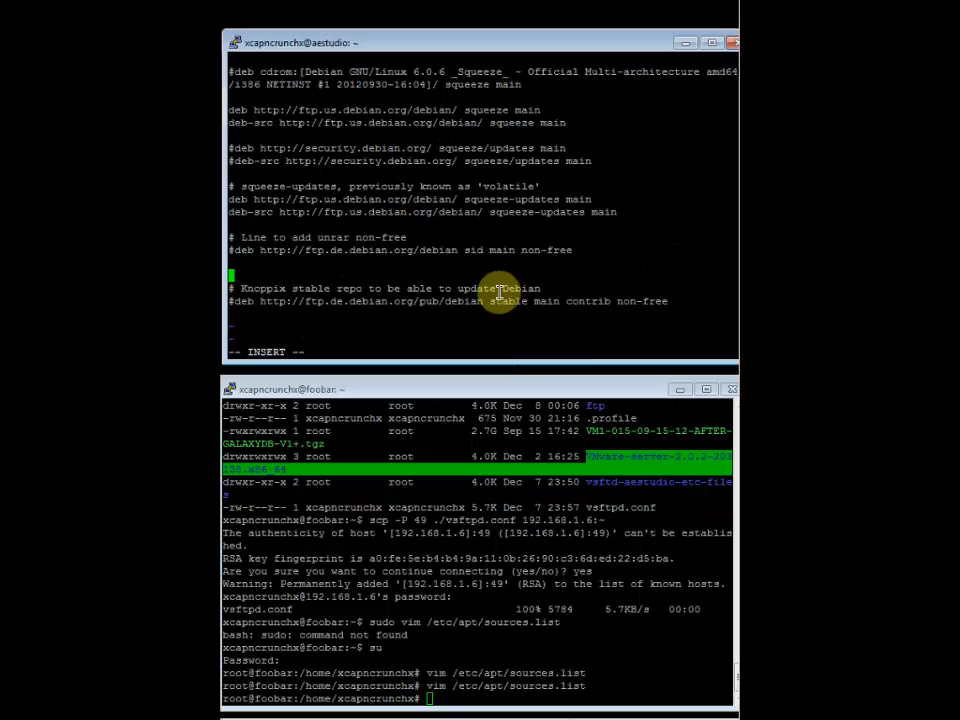 xcapncrunchx@aestudio: ~
#deb cdrom:[Debian GNU/Linux 6.0.6 _Squeeze_ - Official Multi-architecture amd64
/i386 NETINST #1 20120930-16:04]/ squeeze main
deb http://ftp.us.debian.org/debian/ squeeze main
deb-src http://ftp.us.debian.org/debian/ squeeze main
#deb http://security.debian.org/ squeeze/updates main
#deb-src http://security.debian.org/ squeeze/updates main
# squeeze-updates, previously known as 'volatile'
deb http://ftp.us.debian.org/debian/ squeeze-updates main
deb-src http://ftp.us.debian.org/debian/ squeeze-updates main
# Line to add unrar non-free
#deb http://ftp.de.debian.org/debian sid main non-free
# Knoppix stable repo to be able to update Debian
#deb http://ftp.de.debian.org/pub/debian stable main contrib non-free
~
~
-- INSERT --
xcapncrunchx@foobar: ~
drwxr-xr-x 2 root root 4.0K Dec 8 00:06 ftp
-rw-r--r-- 1 xcapncrunchx xcapncrunchx 675 Nov 30 21:16 .profile
-rwxrwxrwx 1 root root 2.7G Sep 15 17:42 VM1-015-09-15-12-AFTER-
GALAXYDB-V1+.tgz
drwxrwxrwx 3 root root 4.0K Dec 2 16:25 VMware-server-2.0.2-203
138.x86_64
drwxr-xr-x 2 root root 4.0K Dec 7 23:50 vsftd-aestudio-etc-file
s
-rw-r--r-- 1 xcapncrunchx xcapncrunchx 5.7K Dec 7 23:57 vsftpd.conf
xcapncrunchx@foobar:~$ scp -P 49 ./vsftpd.conf 192.168.1.6:~
The authenticity of host '[192.168.1.6]:49 ([192.168.1.6]:49)' can't be establis
hed.
RSA key fingerprint is a0:fe:5e:b4:b4:9a:11:0b:26:90:c3:6d:ed:22:d5:ba.
Are you sure you want to continue connecting (yes/no)? yes
Warning: Permanently added '[192.168.1.6]:49' (RSA) to the list of known hosts.
xcapncrunchx@192.168.1.6's password:
vsftpd.conf 100% 5784 5.7KB/s 00:00
xcapncrunchx@foobar:~$ sudo vim /etc/apt/sources.list
bash: sudo: command not found
xcapncrunchx@foobar:~$ su
Password:
root@foobar:/home/xcapncrunchx# vim /etc/apt/sources.list
root@foobar:/home/xcapncrunchx# vim /etc/apt/sources.list
root@foobar:/home/xcapncrunchx#